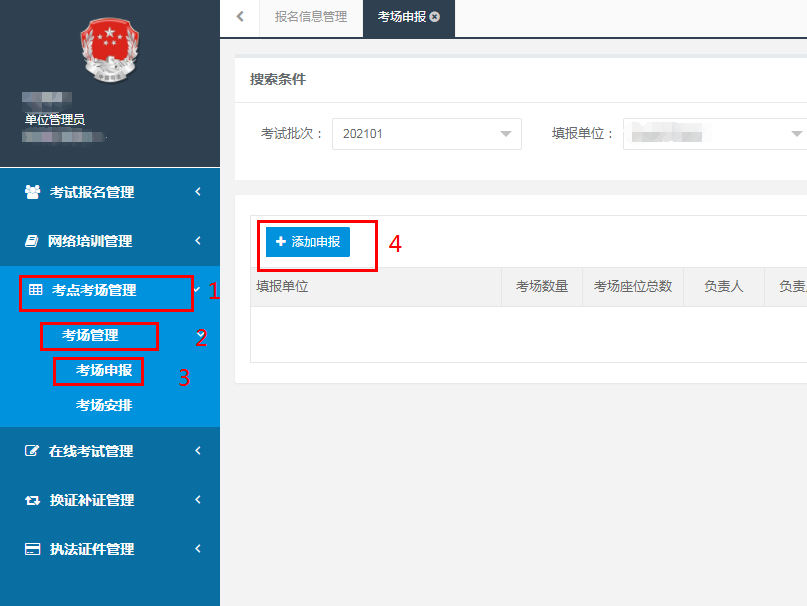 报名信息管理
考场申报
单位管理员
搜索条件
考试批次：
202101
填报单位：
考试报名管理
网络培训管理
考点考场管理
1
考场管理
2
考场申报
3
考场安排
在线考试管理
换证补证管理
执法证件管理
添加申报
4
填报单位
考场数量
考场座位总数
负责人
负责